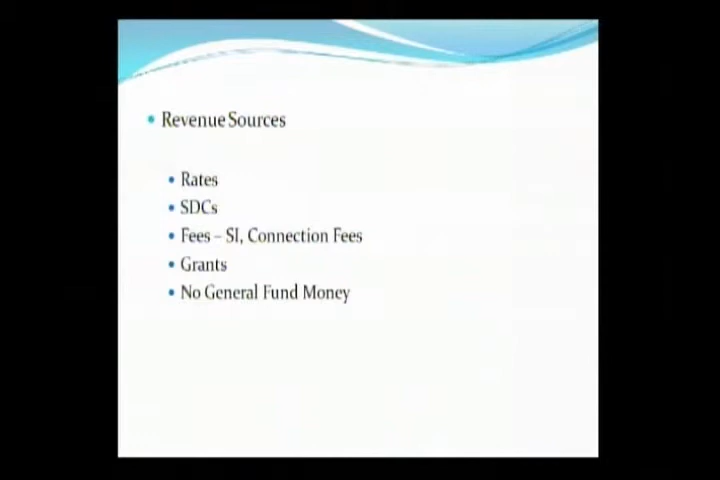 Revenue Sources
Rates
SDCs
Fees – SI, Connection Fees
Grants
No General Fund Money